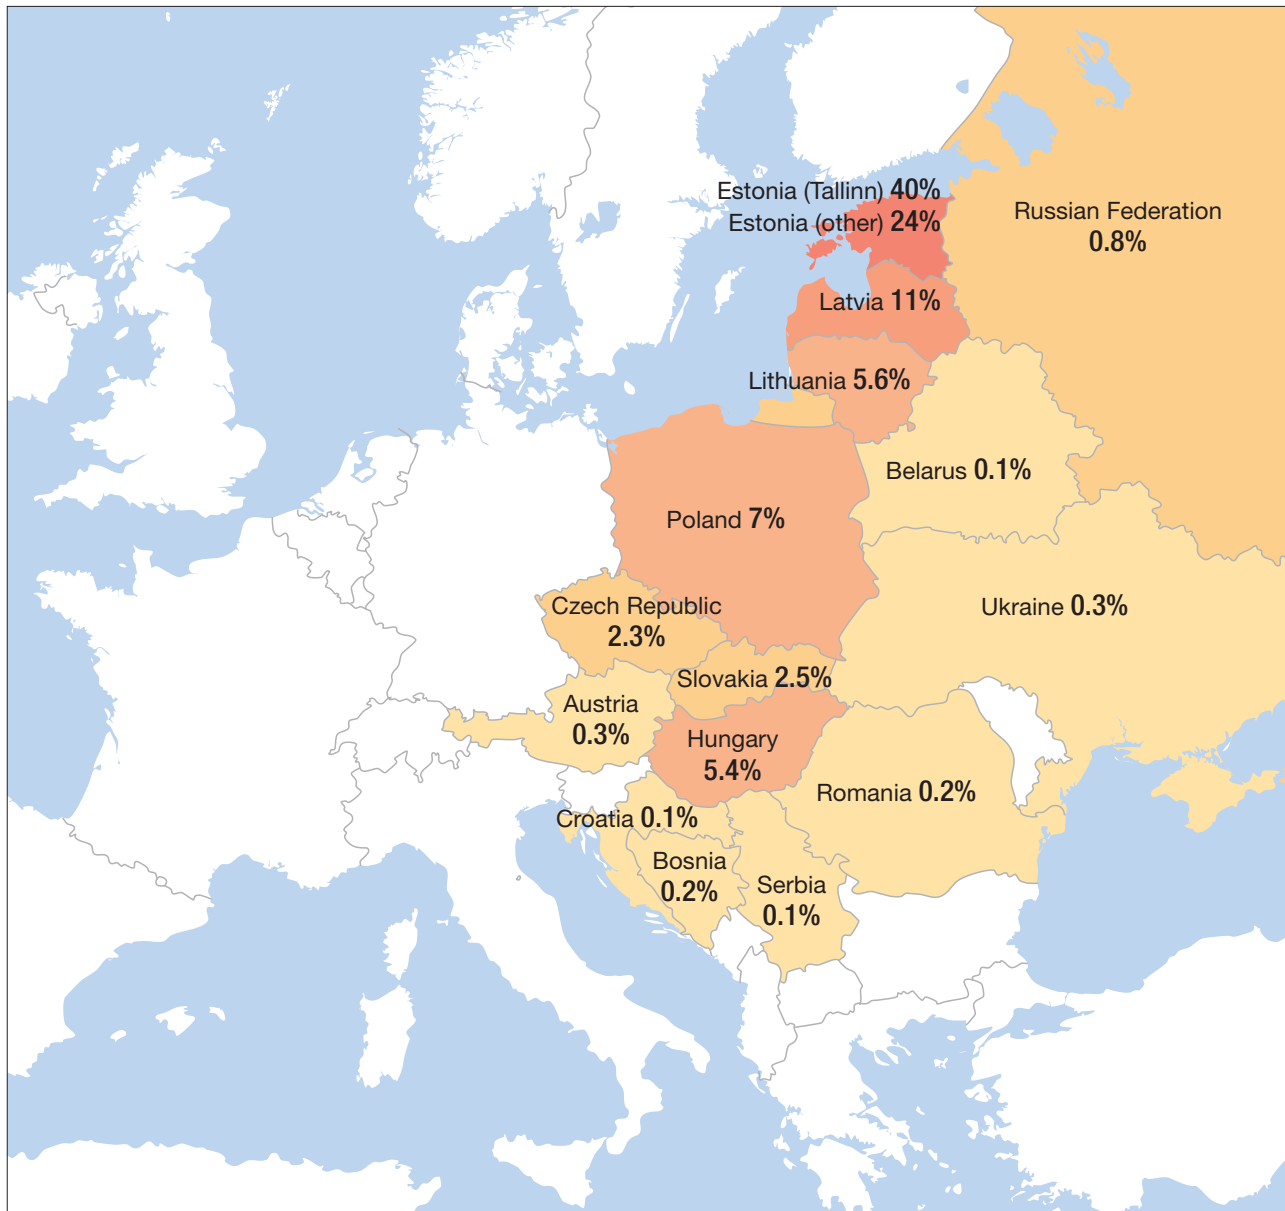 Estonia (Tallinn) 40%
Estonia (other) 24%
Russian Federation
0.8%
Latvia 11%
Lithuania 5.6%
Belarus 0.1%
Poland 7%
Czech Republic
2.3%
Ukraine 0.3%
Slovakia 2.5%
Austria
0.3%
Hungary
5.4%
Romania 0.2%
Croatia 0.1%
Bosnia
0.2%
Serbia
0.1%